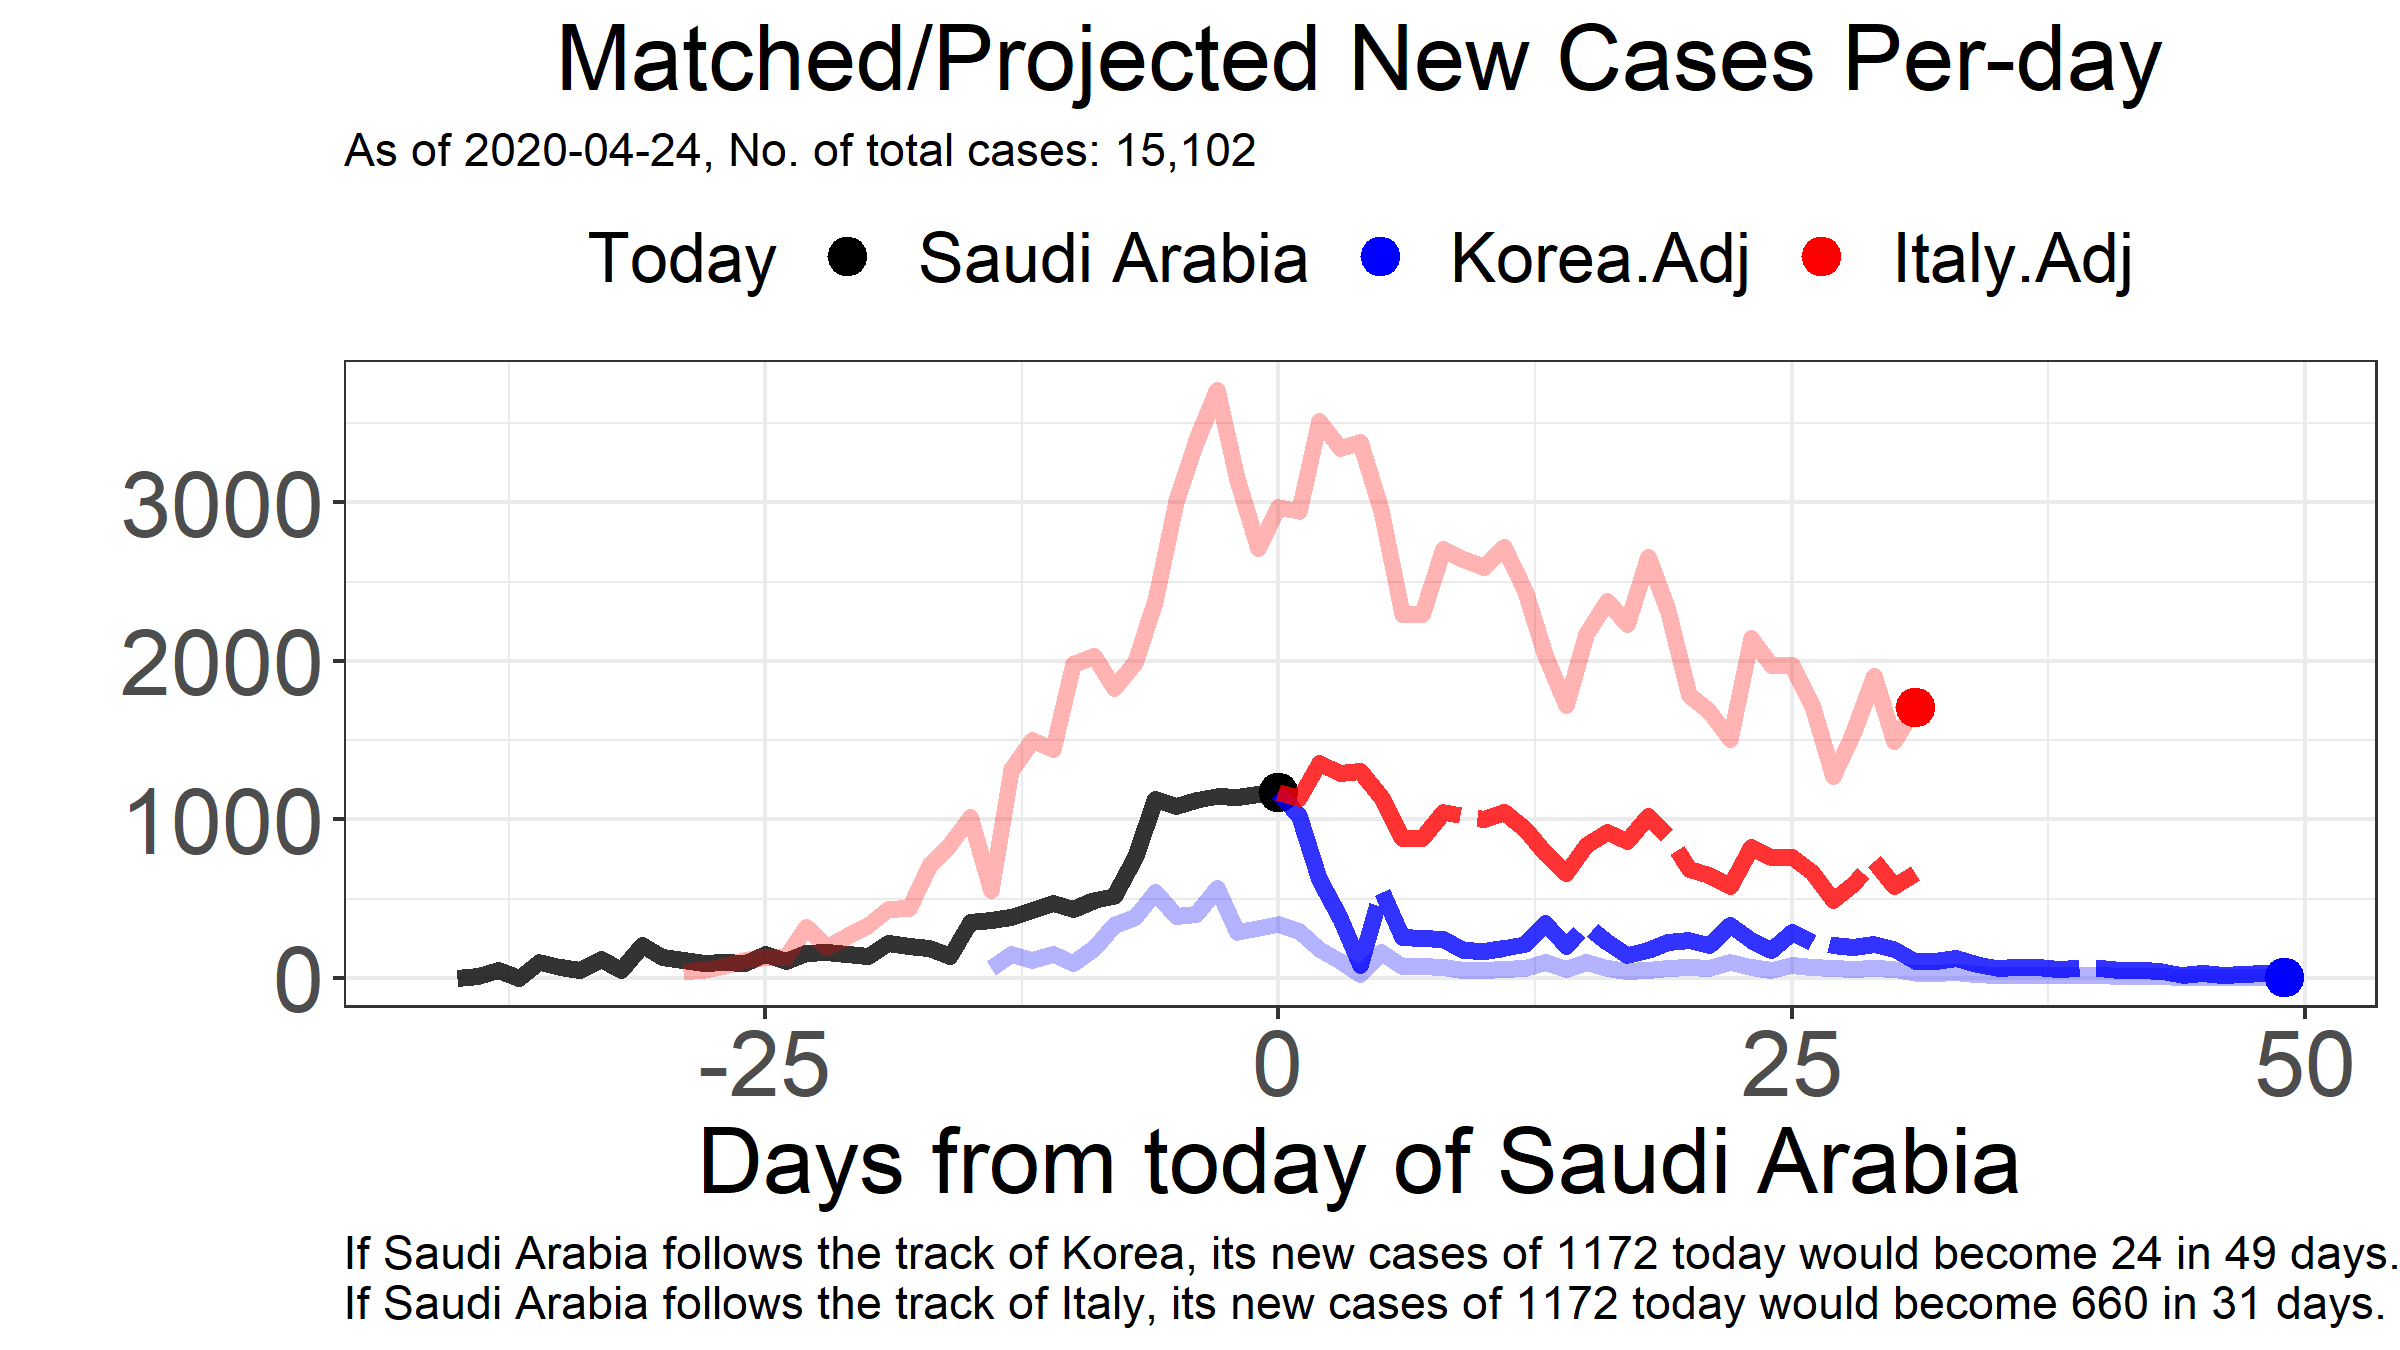 Matched/Projected New Cases Per-day
As of 2020-04-24, No. of total cases: 15,102
Today Saudi Arabia Korea.Adj Italy.Adj
3000
2000
1000
0
-25 0 25 50
Days from today of Saudi Arabia
If Saudi Arabia follows the track of Korea, its new cases of 1172 today would become 24 in 49 days.
If Saudi Arabia follows the track of Italy, its new cases of 1172 today would become 660 in 31 days.